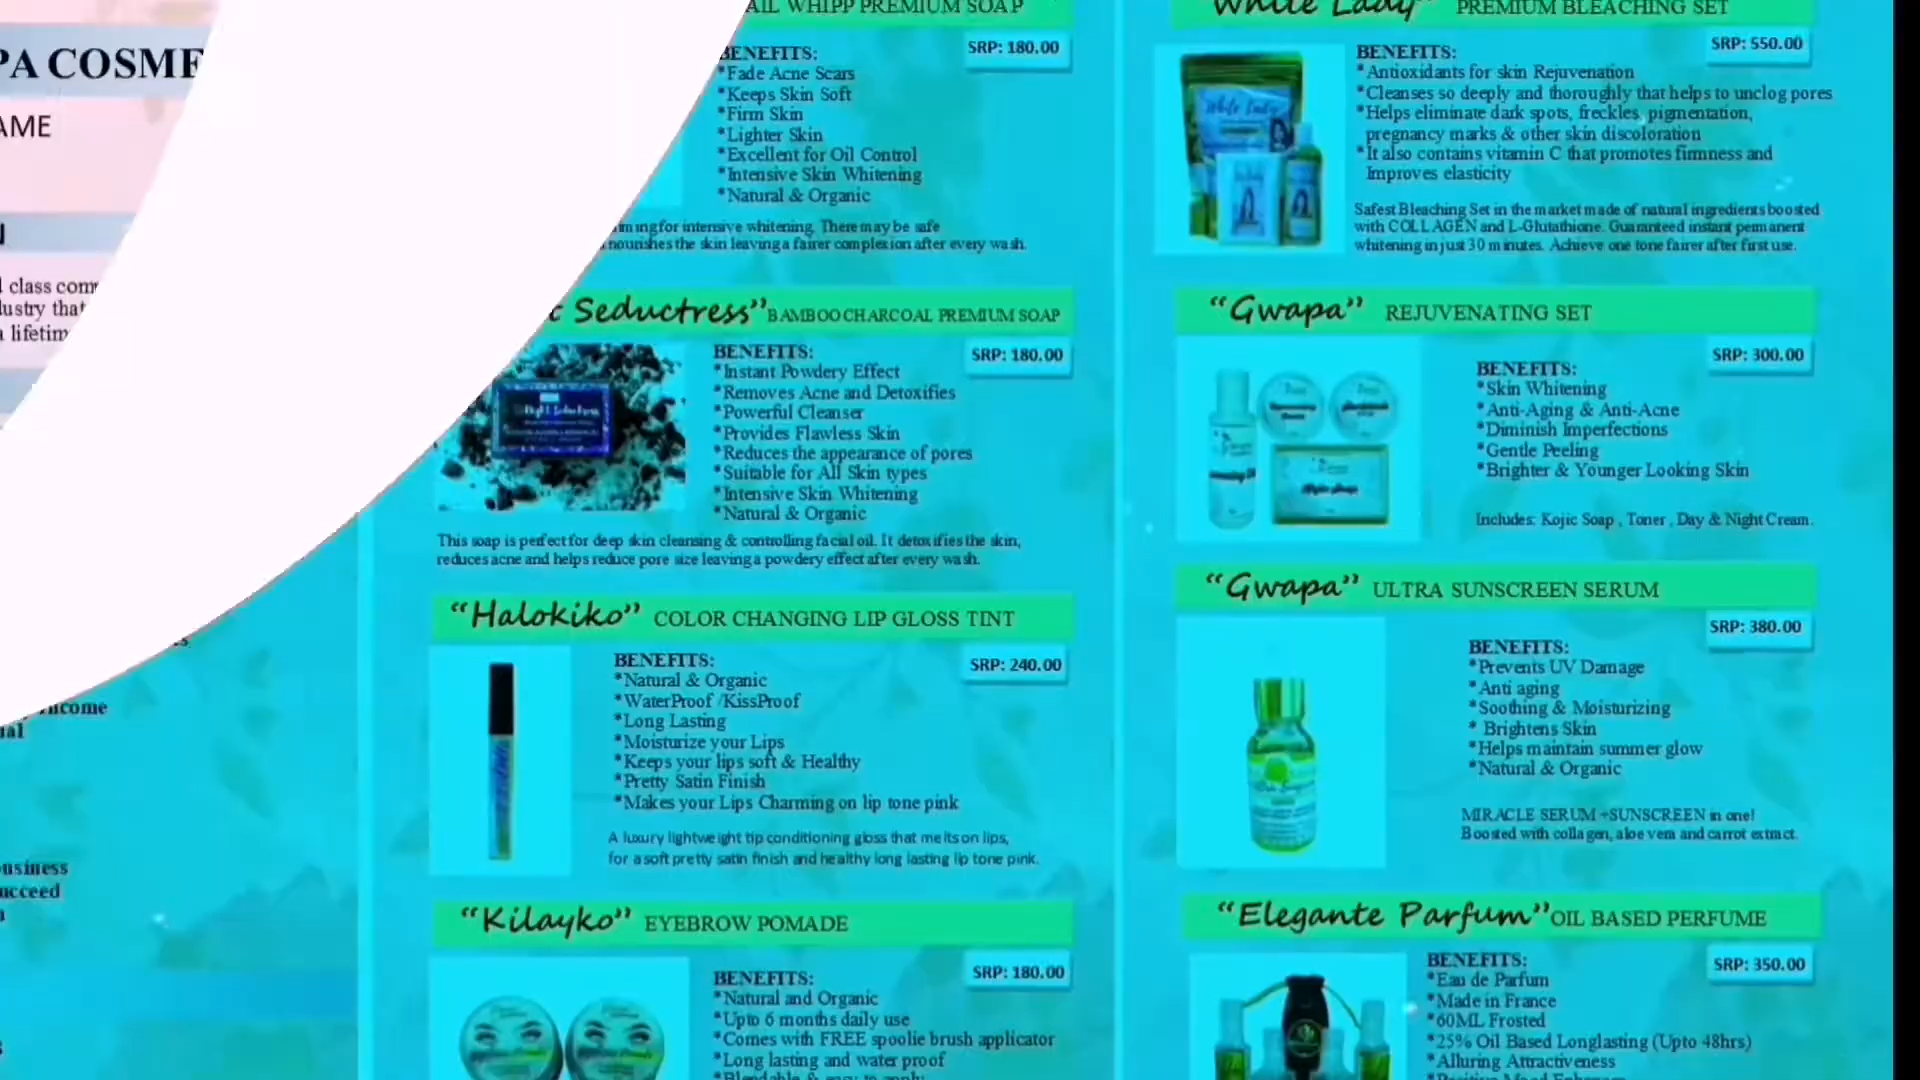 PA COSME
AME
class com
a lifetim
ncome
WHIPP PREMIUM SOAP
SRP: 180.00
BENEFITS:
*Fade Acne Scars
*Keeps Skin Soft
*Firm Skin
*Lighter Skin
*Excellent for Oil Control
*Intensive Skin Whitening
*Natural & Organic
for intensive whitening. There may be safe
nourishes the skin leaving a fairer complexion after every wash.
Seductress” BAMBOO CHARCOAL PREMIUM SOAP
SRP: 180.00
BENEFITS:
*Instant Powdery Effect
*Removes Acne and Detoxifies
*Powerful Cleanser
*Provides Flawless Skin
*Reduces the appearance of pores
*Suitable for All Skin types
*Intensive Skin Whitening
*Natural & Organic
This soap is perfect for deep skin cleansing & controlling facial oil. It detoxifies the skin,
reduces acne and helps reduce pore size leaving a powdery effect after every wash.
“Halokiko” COLOR CHANGING LIP GLOSS TINT
SRP: 240.00
BENEFITS:
*Natural & Organic
*WaterProof /KissProof
*Long Lasting
*Moisturize your Lips
*Keeps your lips soft & Healthy
*Pretty Satin Finish
*Makes your Lips Charming on lip tone pink
A luxury lightweight tip conditioning gloss that melts on lips,
for a soft pretty satin finish and healthy long lasting lip tone pink.
“Kilayko” EYEBROW POMADE
SRP: 180.00
BENEFITS:
*Natural and Organic
*Upto 6 months daily use
*Comes with FREE spoolie brush applicator
*Long lasting and water proof
*Blendable & easy to apply
White Lady” PREMIUM BLEACHING SET
SRP: 550.00
BENEFITS:
*Antioxidants for skin Rejuvenation
*Cleanses so deeply and thoroughly that helps to unclog pores
*Helps eliminate dark spots, freckles, pigmentation,
pregnancy marks & other skin discoloration
*It also contains vitamin C that promotes firmness and
Improves elasticity
Safest Bleaching Set in the market made of natural ingredients boosted
with COLLAGEN and L-Glutathione. Guaranteed instant permanent
whitening in just 30 minutes. Achieve one tone fairer after first use.
“Gwapa” REJUVENATING SET
SRP: 300.00
BENEFITS:
*Skin Whitening
*Anti-Aging & Anti-Acne
*Diminish Imperfections
*Gentle Peeling
*Brighter & Younger Looking Skin
Includes: Kojic Soap , Toner , Day & Night Cream.
“Gwapa” ULTRA SUNSCREEN SERUM
SRP: 380.00
BENEFITS:
*Prevents UV Damage
*Anti aging
*Soothing & Moisturizing
* Brightens Skin
*Helps maintain summer glow
*Natural & Organic
MIRACLE SERUM +SUNSCREEN in one!
Boosted with collagen, aloe vera and carrot extract.
“Elegante Parfum” OIL BASED PERFUME
SRP: 350.00
BENEFITS:
*Eau de Parfum
*Made in France
*60ML Frosted
*25% Oil Based Longlasting (Upto 48hrs)
*Alluring Attractiveness